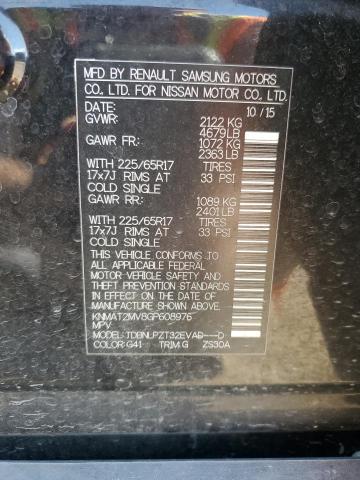 MFD BY RENAULT SAMSUNG MOTORS
CO., LTD. FOR NISSAN MOTOR CO., LTD.
DATE: 10 / 15
GVWR: 2122 KG
4679 LB
GAWR FR: 1072 KG
2363 LB
WITH 225/65R17 TIRES
17x7J RIMS AT 33 PSI
COLD SINGLE
GAWR RR: 1089 KG
2401 LB
WITH 225/65R17 TIRES
17x7J RIMS AT 33 PSI
COLD SINGLE
THIS VEHICLE CONFORMS TO ALL
APPLICABLE U.S. FEDERAL
MOTOR VEHICLE SAFETY AND
THEFT PREVENTION STANDARDS
IN EFFECT ON THE DATE OF
MANUFACTURE SHOWN ABOVE.
KNMAT2MV8GP608976
MPV
MODEL: TDBNLPZT32EVAD---D
COLOR: G41 TRIM: G ZS30A